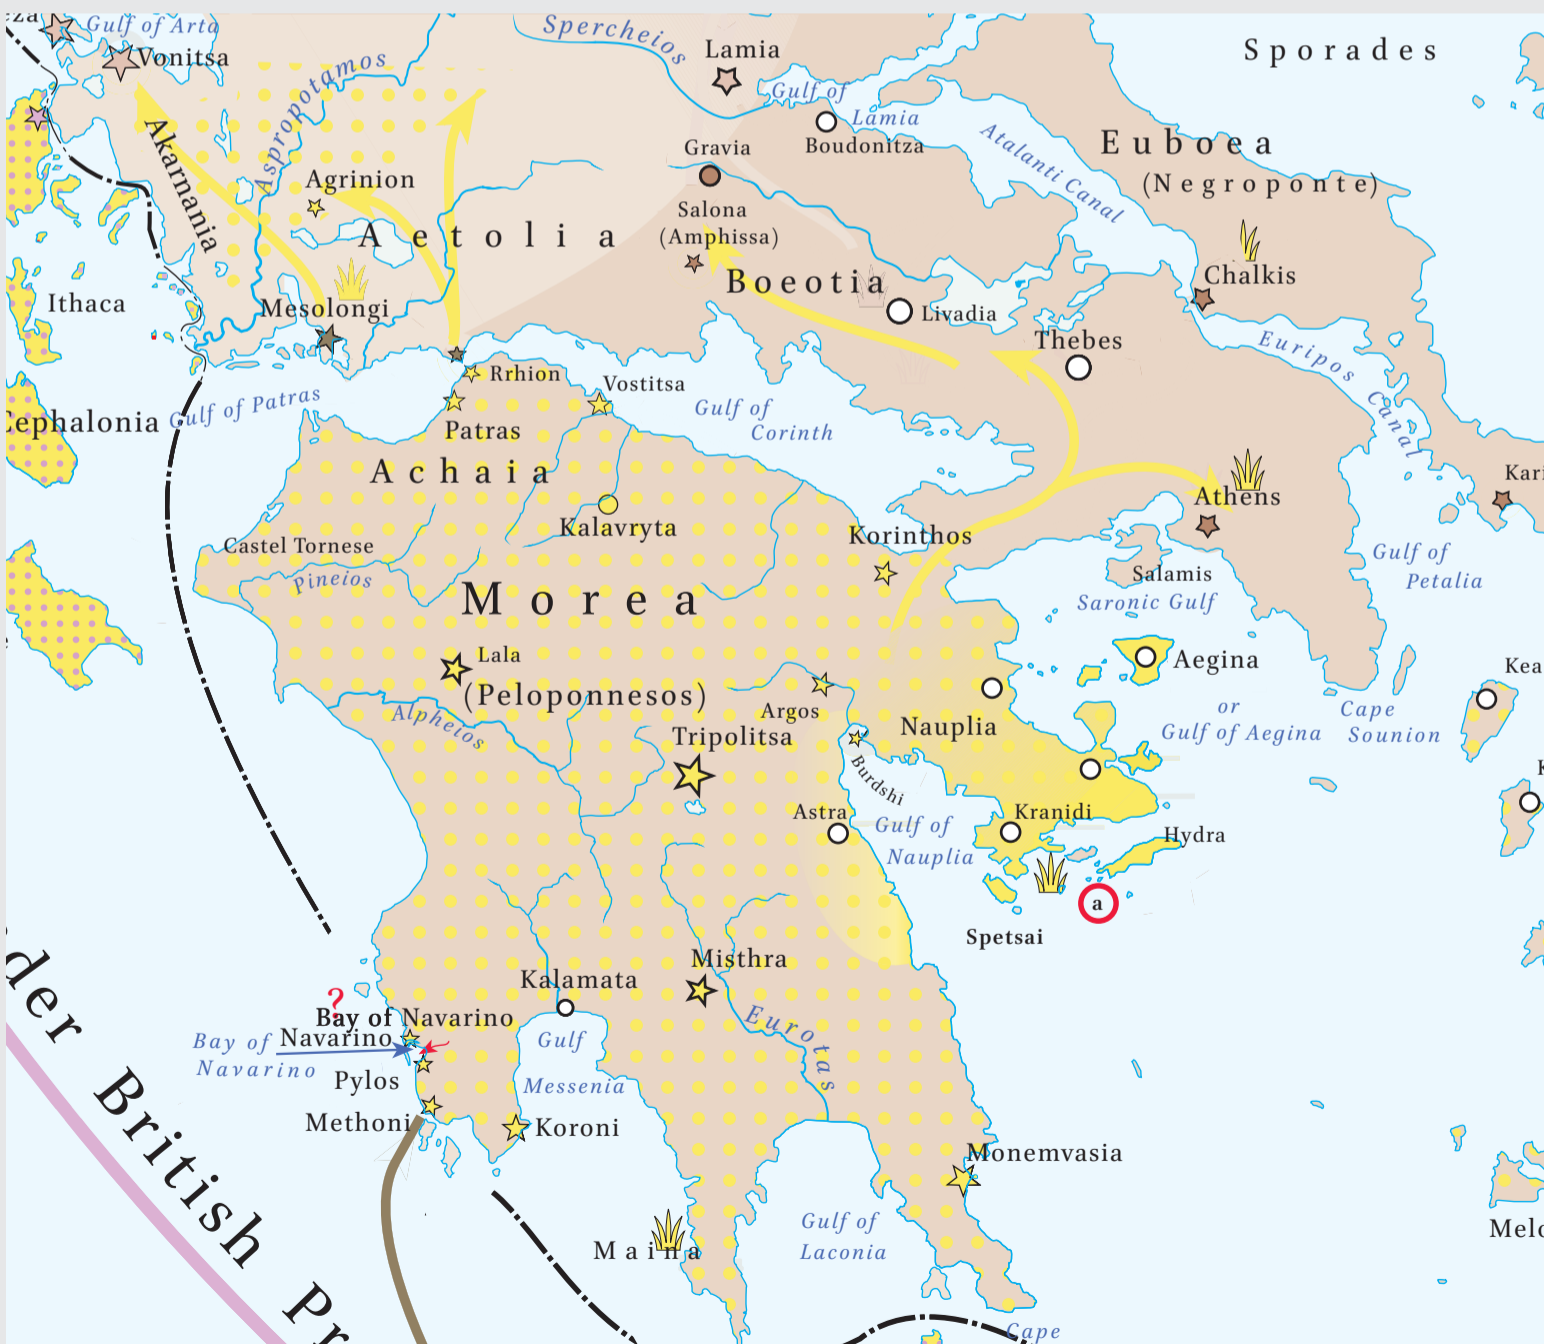 Gulf of Arta
Vonitsa
Asspropotamos
Akarnania
Agrinion
Spercheios
Lamia
Gulf of
Lamia
Boudonitza
Sporades
Euboea
(Negroponte)
Atalanti Canal
Gravia
Salona
(Amphissa)
Aetolia
Boeotia
Livadia
Chalkis
Thebes
Euripos Canal
Ithaca
Mesolongi
Cephalonia
Gulf of Patras
Rrhion
Vostitsa
Patras
Gulf of
Corinth
Achaia
Kalavryta
Korinthos
Athens
Castel Tornese
Pineios
Morea
Salamis
Saronic Gulf
or
Gulf of Aegina
Gulf of
Petalia
Lala
(Peloponnesos)
Alpheios
Aegina
Cape
Sounion
Kea
Argos
Tripolitsa
Nauplia
Burdshi
Astra
Gulf of
Nauplia
Kranidi
Hydra
a
Spetsai
Misthra
Kalamata
?
Bay of Navarino
Navarino
Bay of
Navarino
Pylos
Methoni
Gulf
Messenia
Koroni
Eurotas
Monemvasia
Maina
Gulf of
Laconia
Cape
der
British